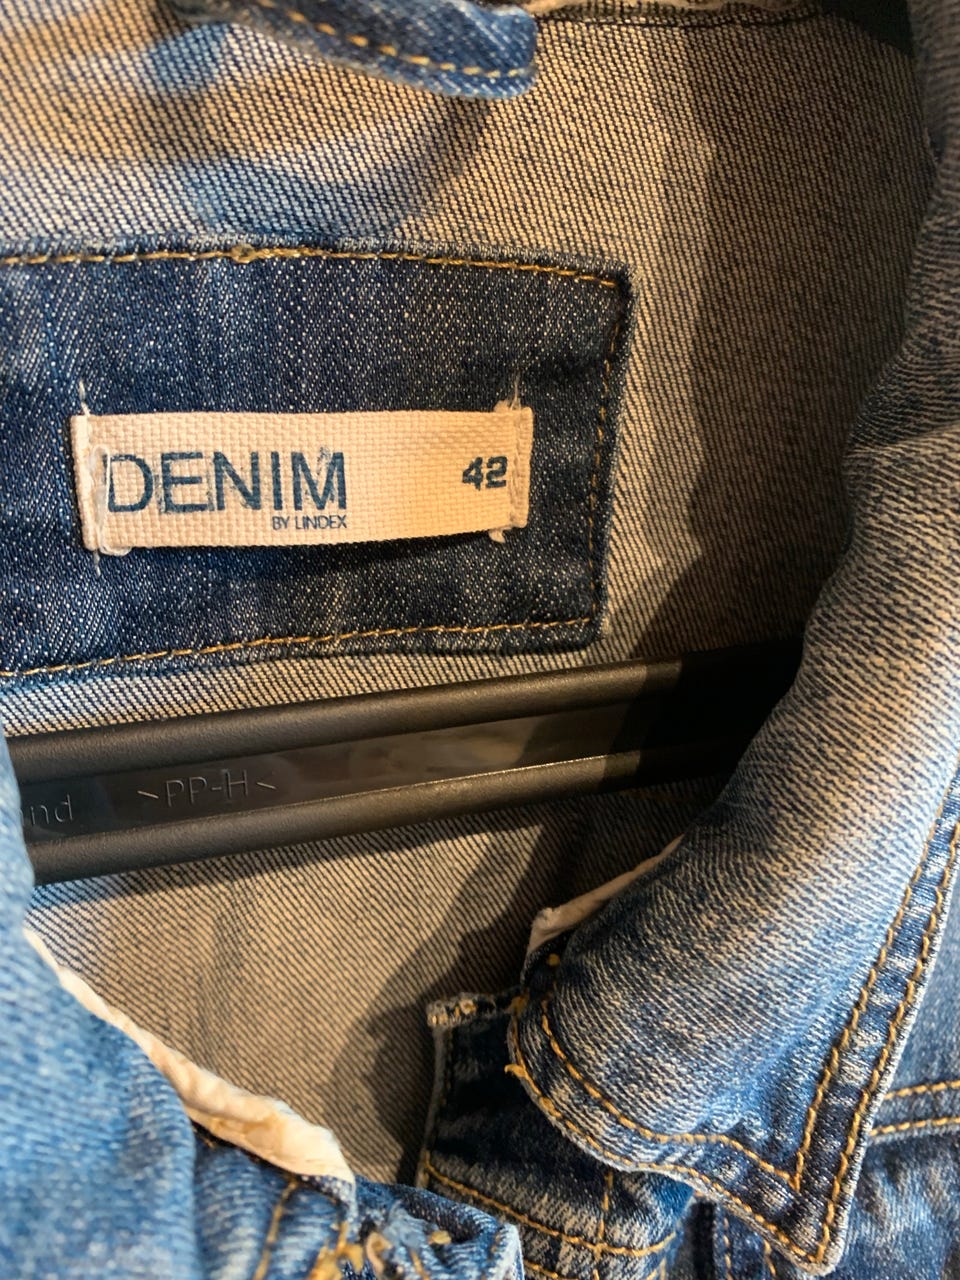 DENIM 42
BY LINDEX
>PP-H<